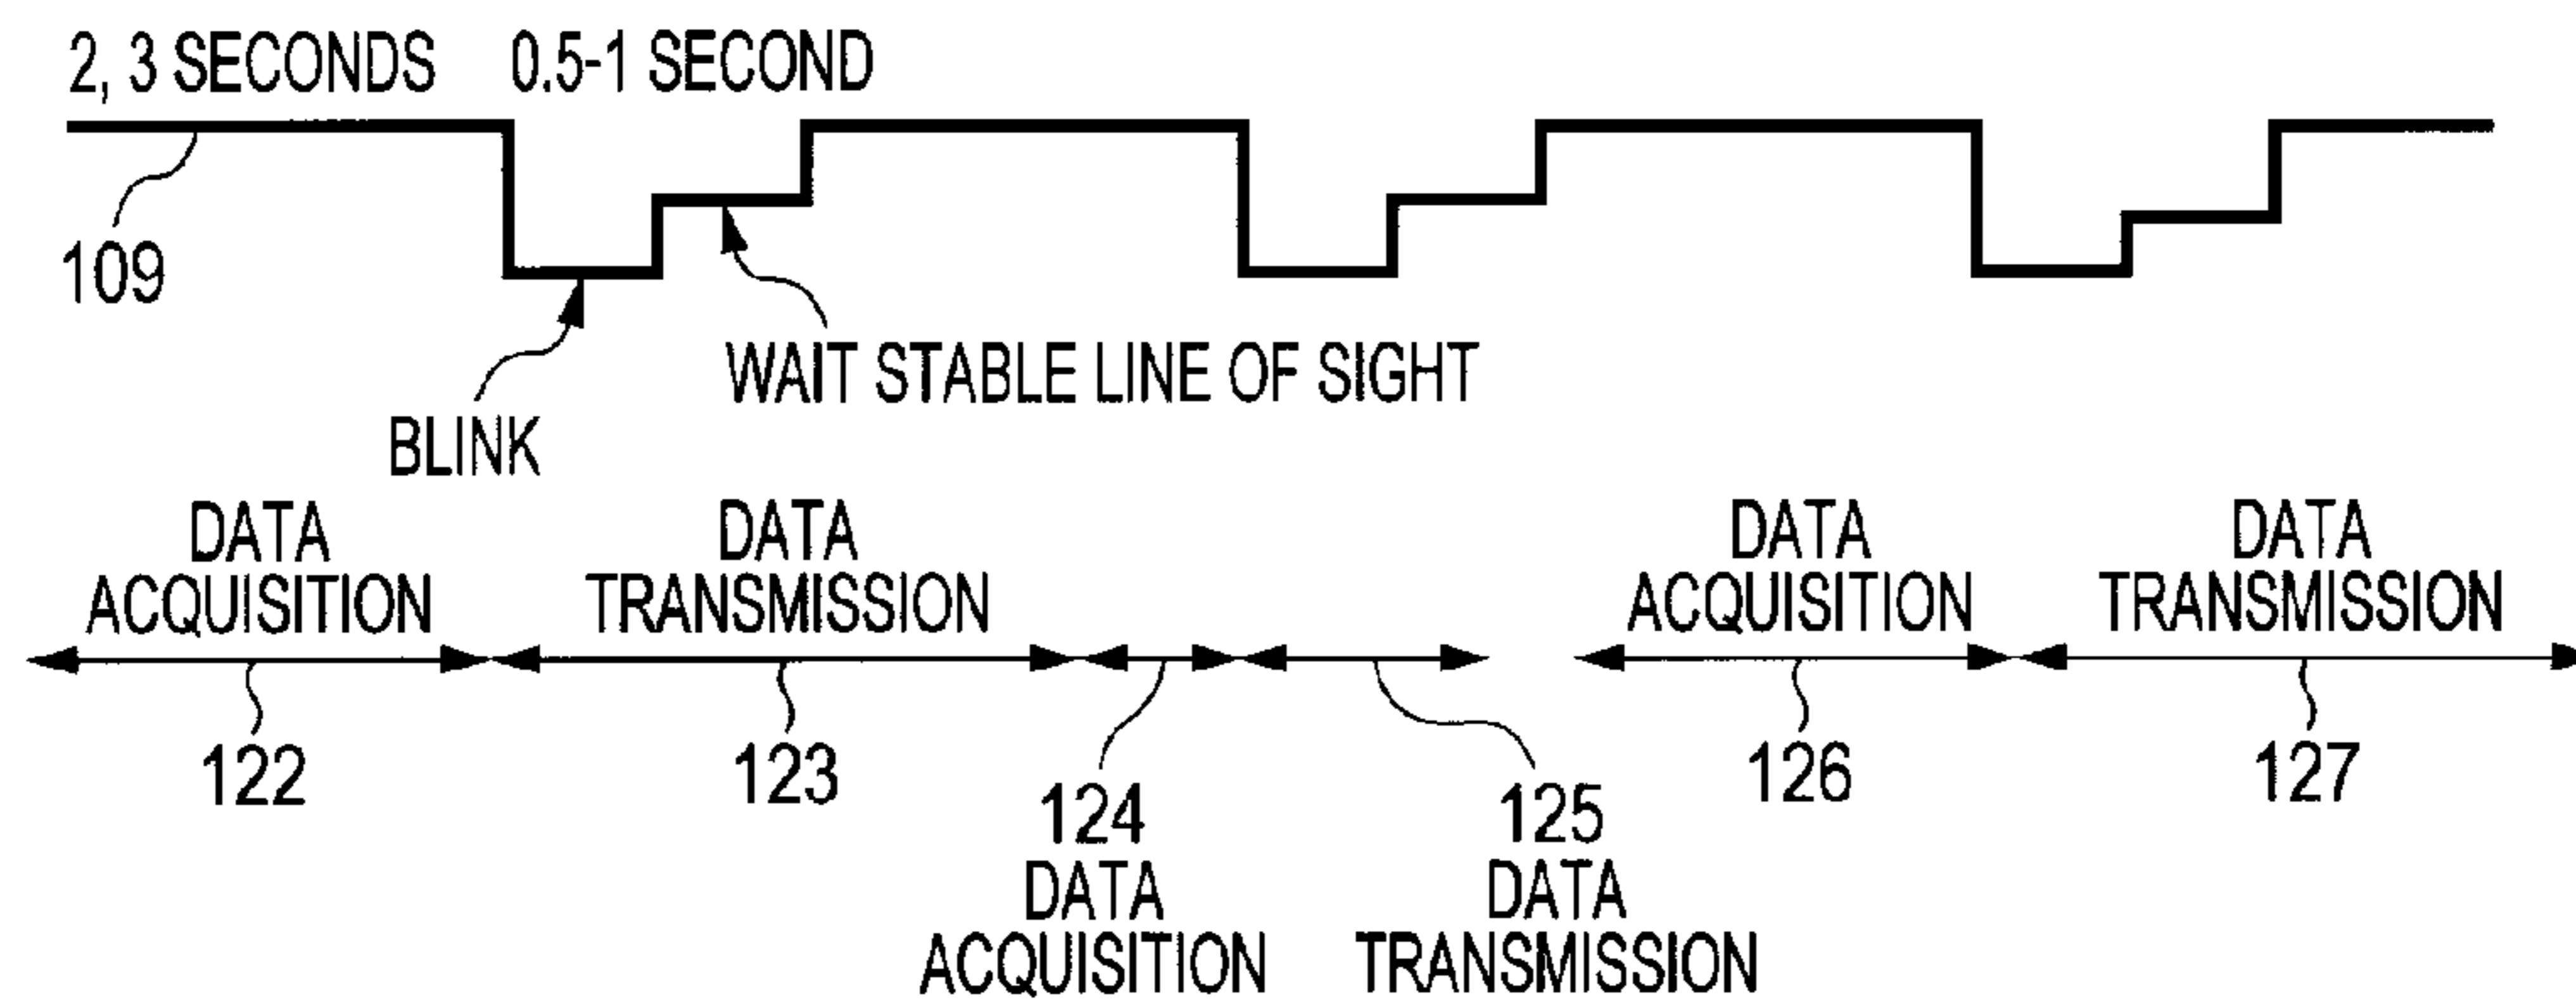 2, 3 SECONDS 0.5-1 SECOND
109
WAIT STABLE LINE OF SIGHT
BLINK
DATA ACQUISITION
DATA TRANSMISSION
DATA ACQUISITION
DATA TRANSMISSION
122
123
124
DATA ACQUISITION
125
DATA TRANSMISSION
126
127